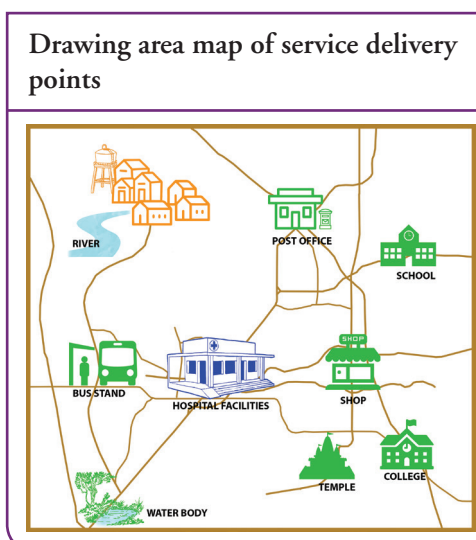 Drawing area map of service delivery
points
RIVER
POST OFFICE
SCHOOL
SHOP
BUS STAND
HOSPITAL FACILITIES
SHOP
TEMPLE
COLLEGE
WATER BODY